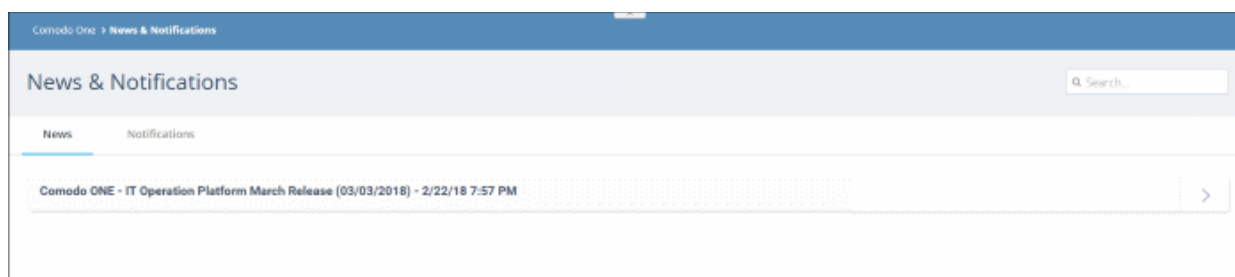 Comodo One > News & Notifications
News & Notifications
Search...
News Notifications
Comodo ONE - IT Operation Platform March Release (03/03/2018) - 2/22/18 7:57 PM